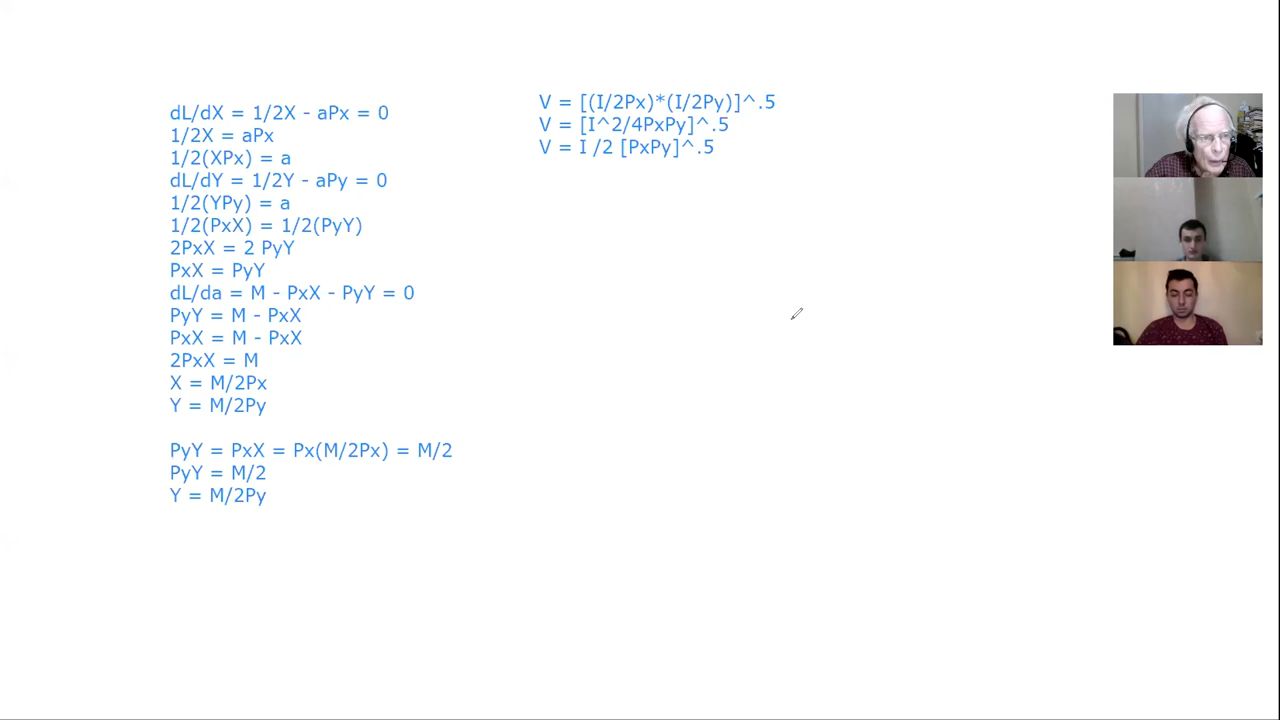 dL/dX = 1/2X - aPx = 0
1/2X = aPx
1/2(XPx) = a
dL/dY = 1/2Y - aPy = 0
1/2(YPy) = a
1/2(PxX) = 1/2(PyY)
2PxX = 2 PyY
PxX = PyY
dL/da = M - PxX - PyY = 0
PyY = M - PxX
PxX = M - PxX
2PxX = M
X = M/2Px
Y = M/2Py
PyY = PxX = Px(M/2Px) = M/2
PyY = M/2
Y = M/2Py
V = [(I/2Px)*(I/2Py)]^.5
V = [I^2/4PxPy]^.5
V = I /2 [PxPy]^.5